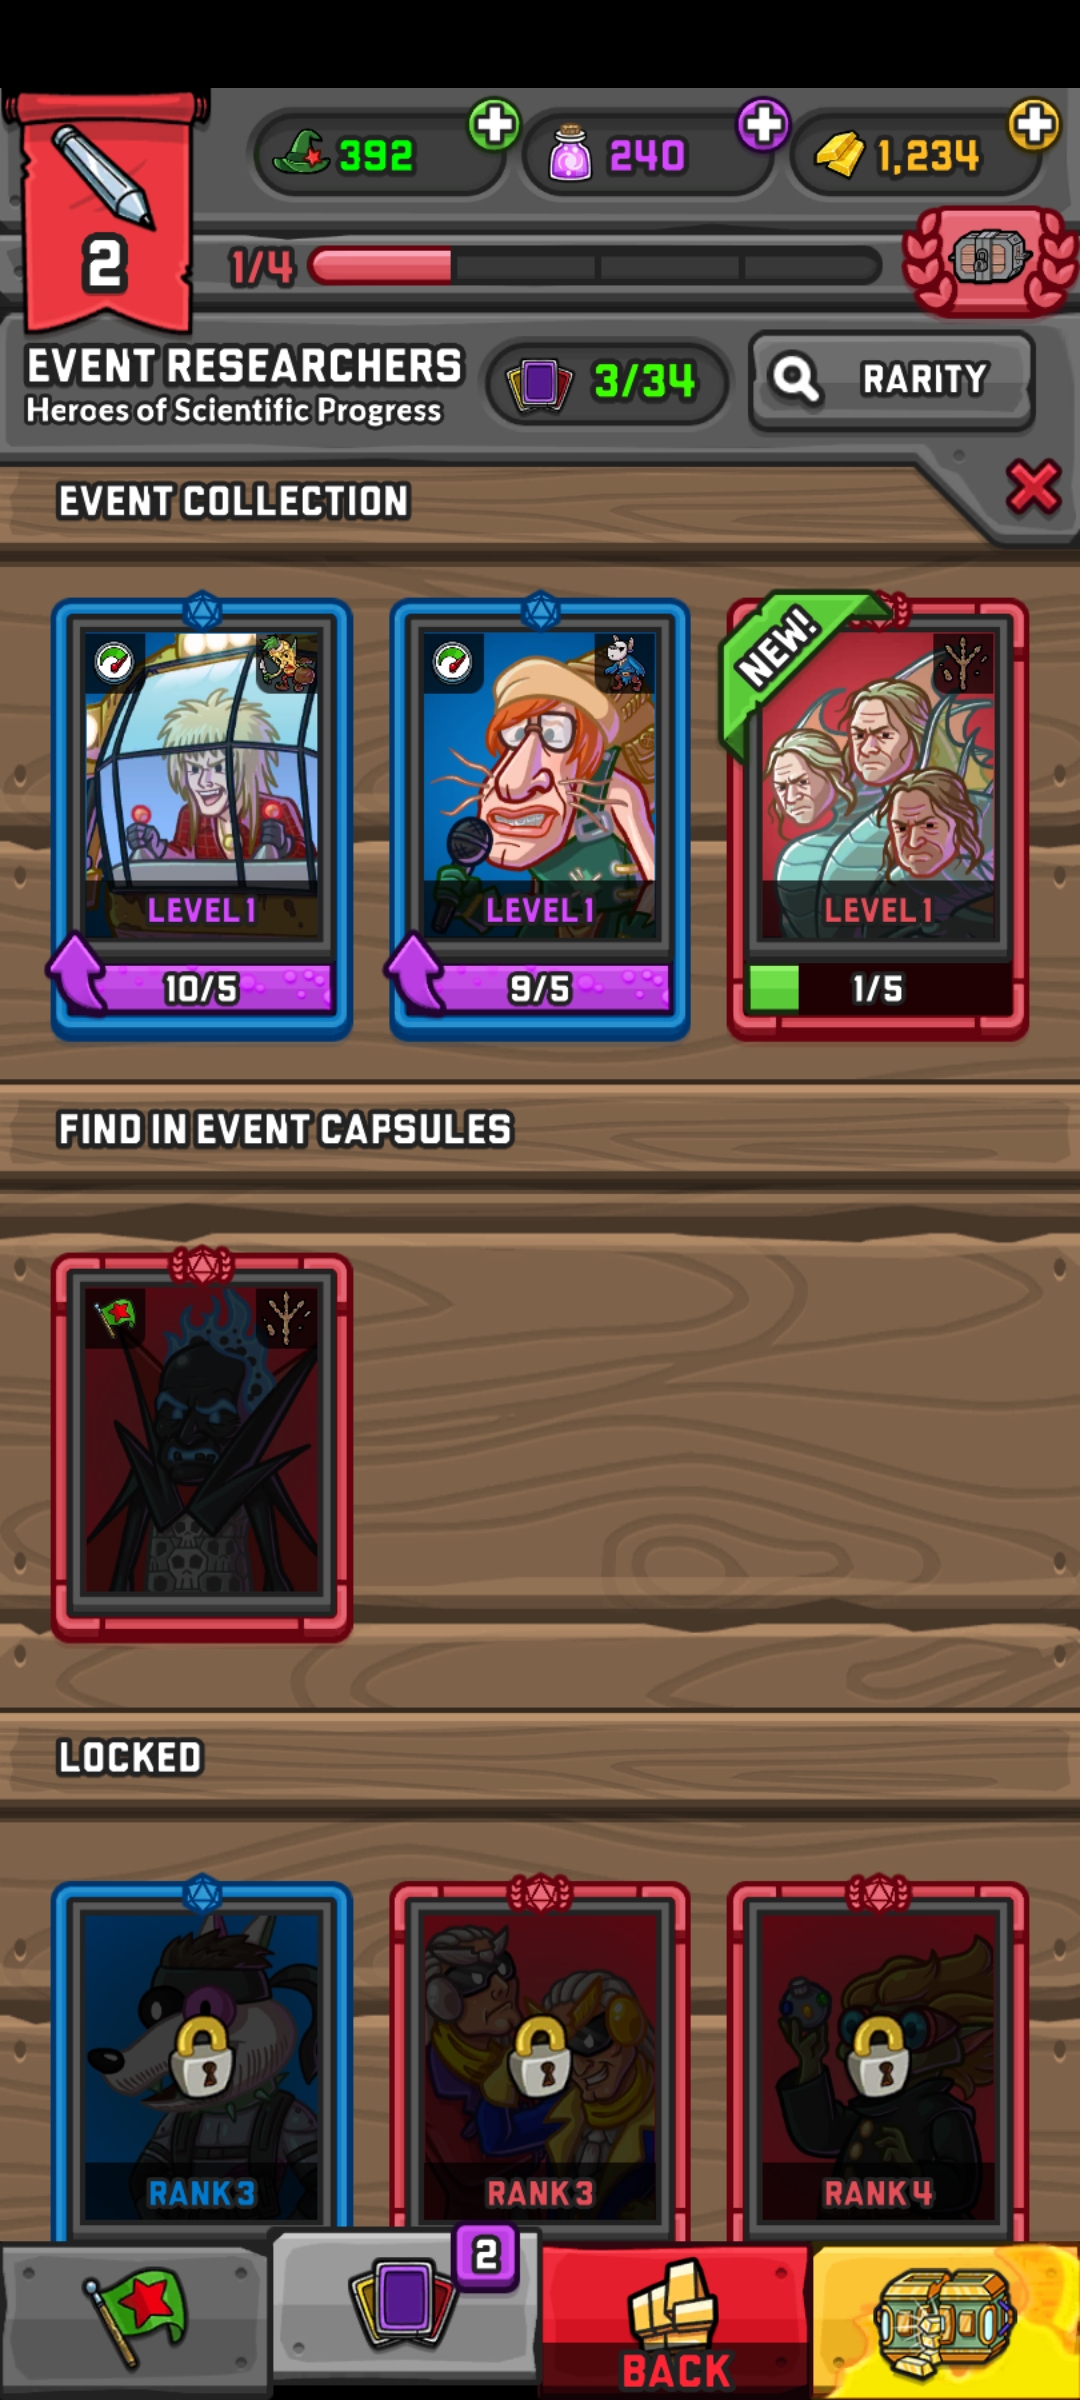 392
240
1,234
2
1/4
EVENT RESEARCHERS
Heroes of Scientific Progress
3/34
RARITY
EVENT COLLECTION
NEW!
LEVEL 1
LEVEL 1
LEVEL 1
10/5
9/5
1/5
FIND IN EVENT CAPSULES
LOCKED
RANK 3
RANK 3
RANK 4
2
BACK